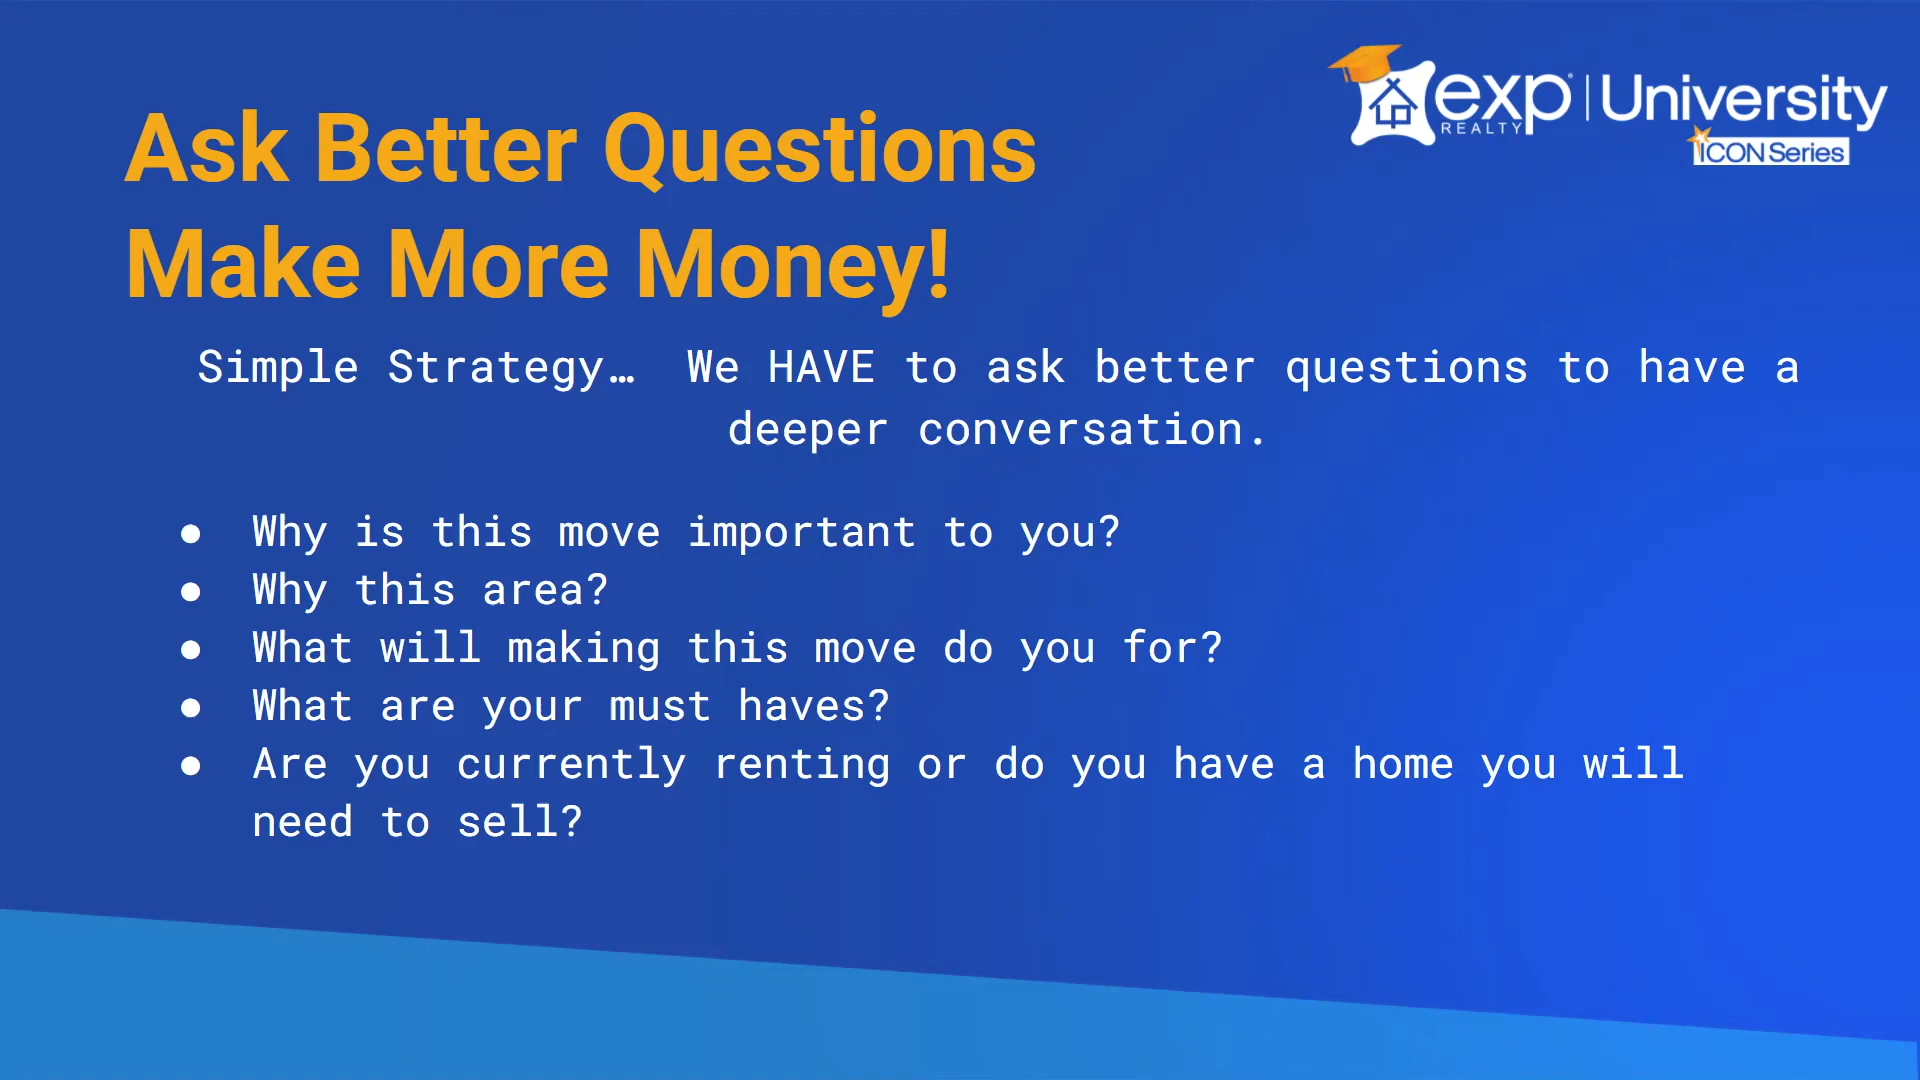 exp | University
REALTY
ICON Series
Ask Better Questions
Make More Money!
Simple Strategy… We HAVE to ask better questions to have a
deeper conversation.
● Why is this move important to you?
● Why this area?
● What will making this move do you for?
● What are your must haves?
● Are you currently renting or do you have a home you will
need to sell?